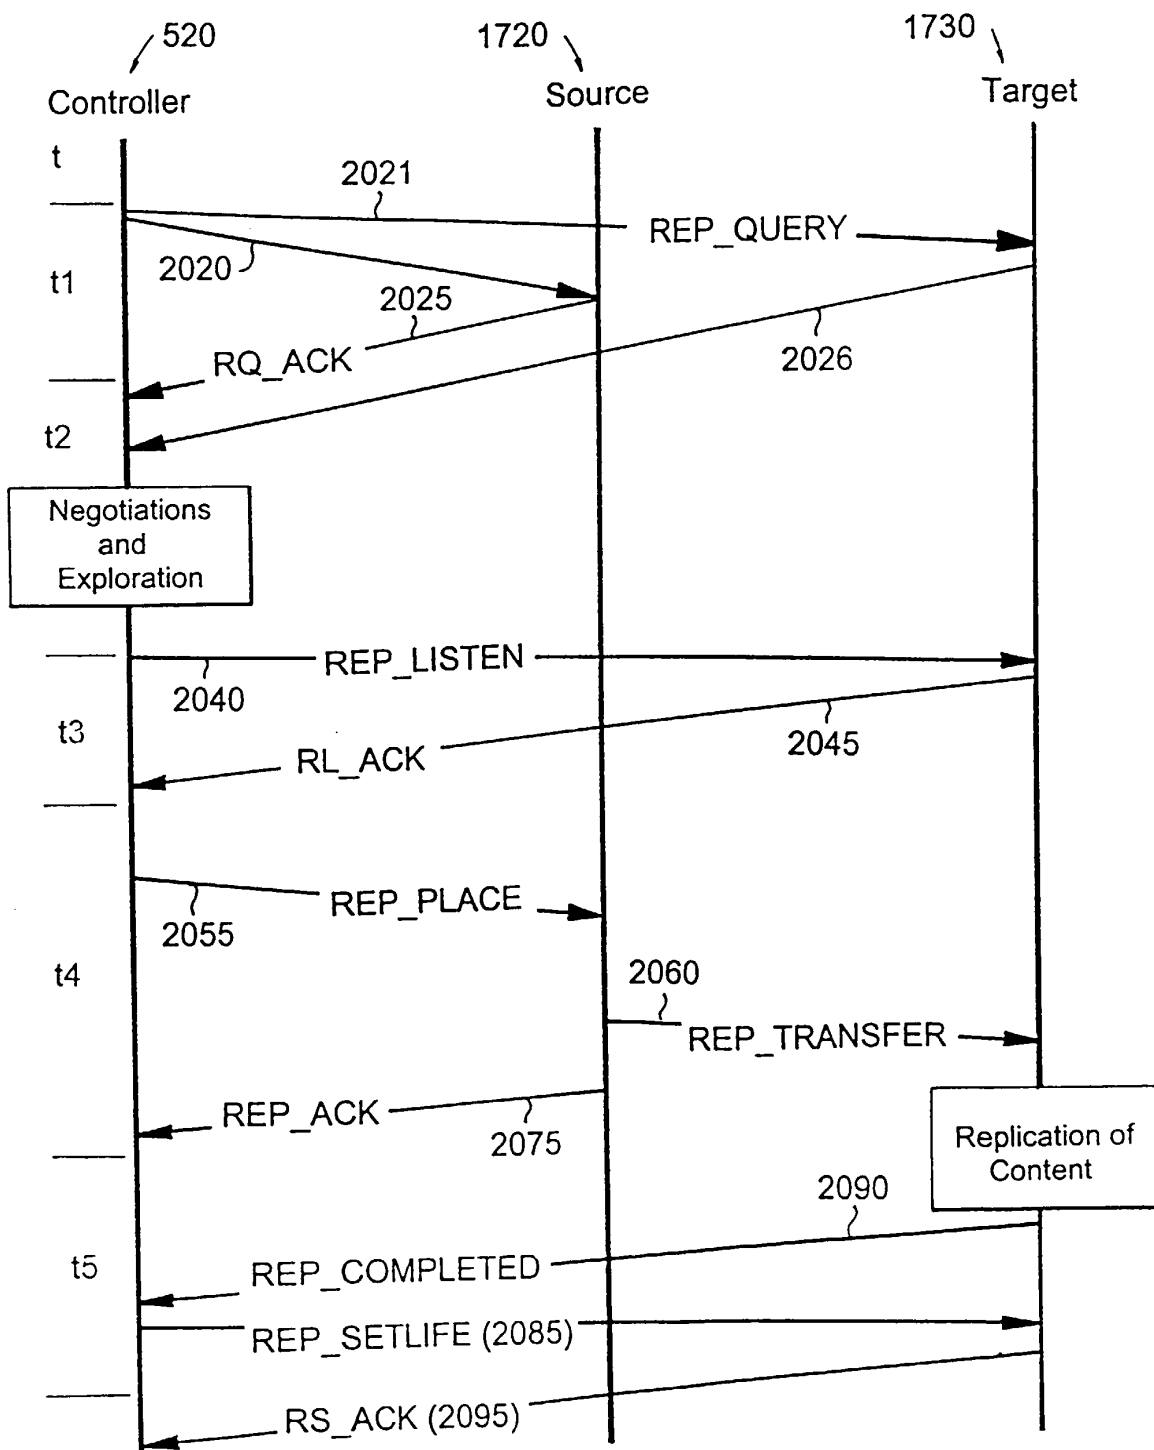 520
1720
1730
Controller
Source
Target
t
2021
REP_QUERY
2020
t1
2025
2026
RQ_ACK
t2
Negotiations
and
Exploration
REP_LISTEN
2040
t3
2045
RL_ACK
REP_PLACE
2055
t4
2060
REP_TRANSFER
REP_ACK
2075
Replication of
Content
2090
t5
REP_COMPLETED
REP_SETLIFE (2085)
RS_ACK (2095)